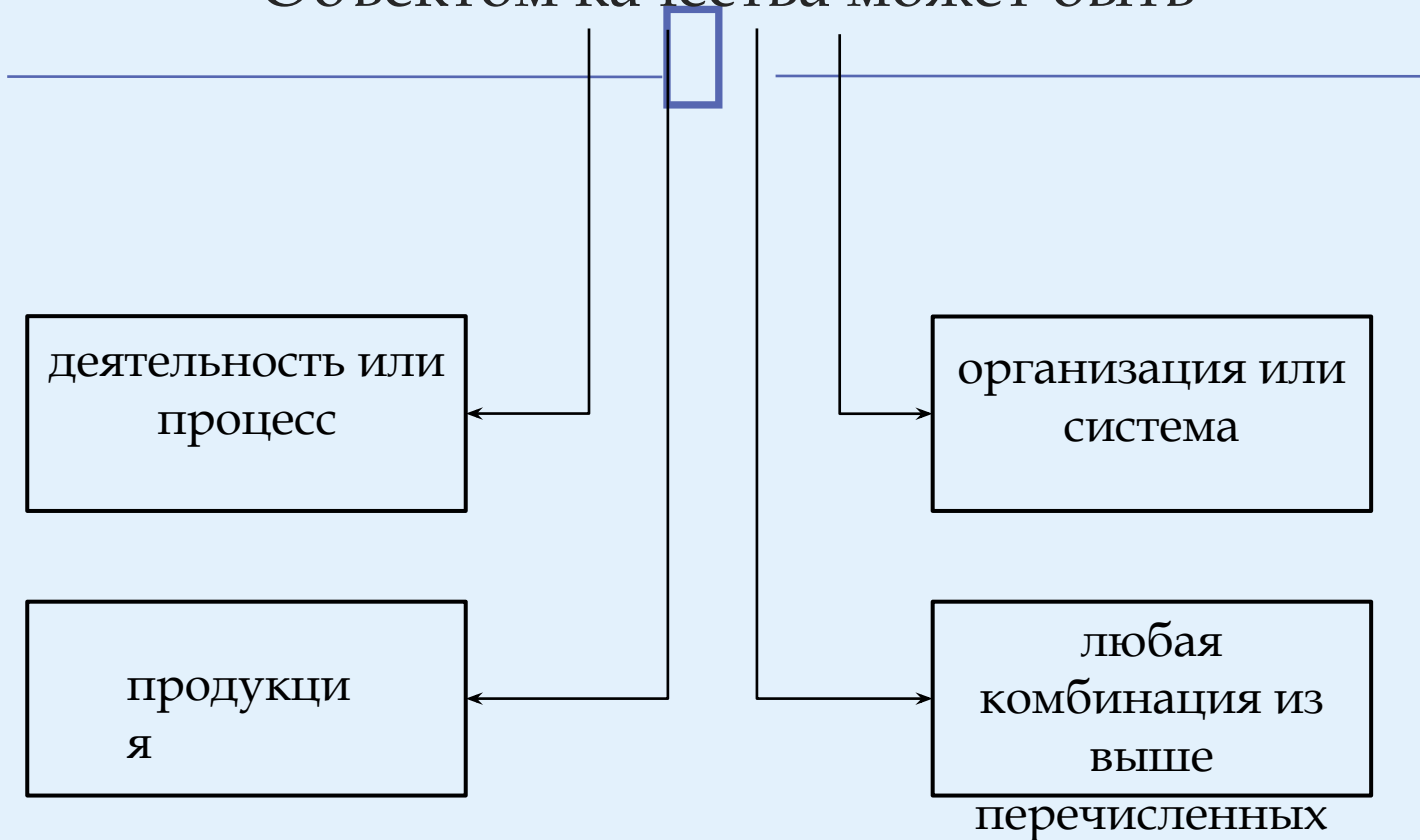 Объектом качества может быть
деятельность или
процесс
организация или
система
продукци
я
любая
комбинация из
выше
перечисленных